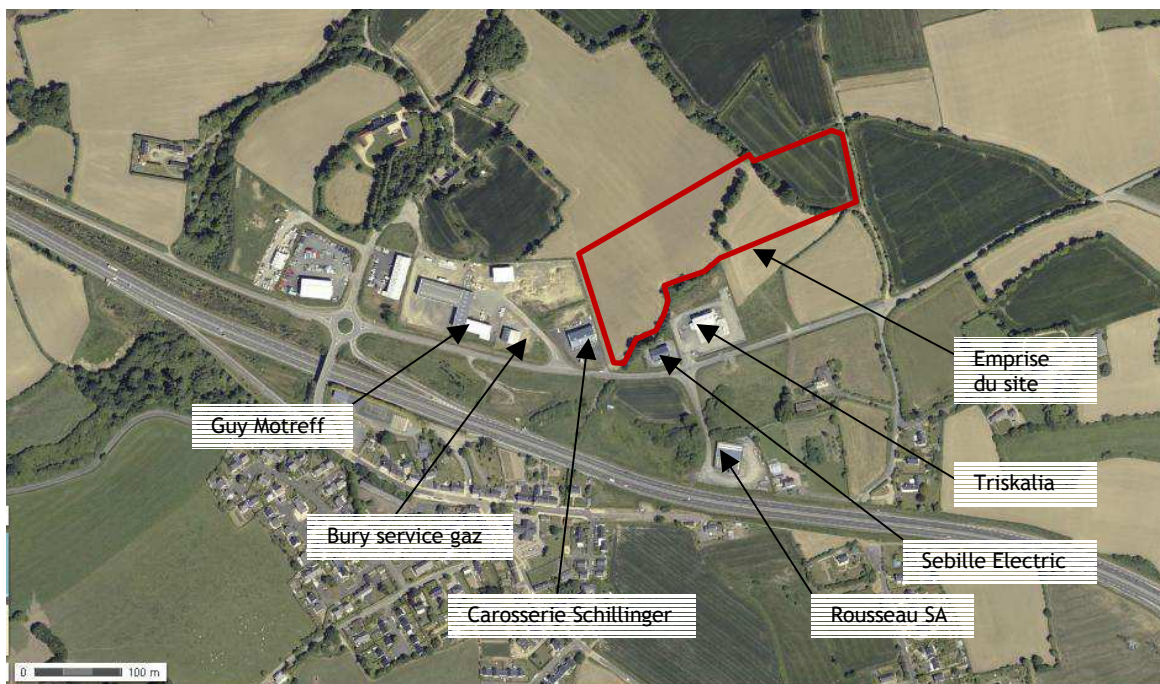 Emprise
du site
Guy Motreff
Triskalia
Bury service gaz
Sebille Electric
Carosserie Schillinger
Rousseau SA
0 100 m